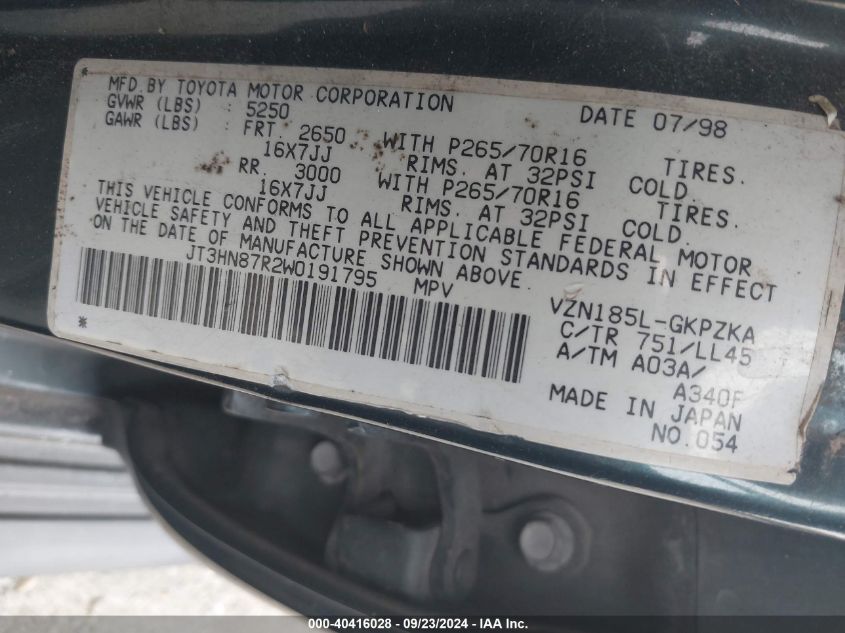 MFD.BY TOYOTA MOTOR CORPORATION DATE 07/98
GVWR (LBS) : 5250
GAWR (LBS) : FRT. 2650 WITH P265/70R16 TIRES.
16X7JJ RIMS. AT 32PSI COLD.
RR. 3000 WITH P265/70R16 TIRES.
16X7JJ RIMS. AT 32PSI COLD.
THIS VEHICLE CONFORMS TO ALL APPLICABLE FEDERAL MOTOR
VEHICLE SAFETY AND THEFT PREVENTION STANDARDS IN EFFECT
ON THE DATE OF MANUFACTURE SHOWN ABOVE.
JT3HN87R2W0191795 MPV
VZN185L-GKPZKA
C/TR 751/LL45
A/TM A03A/
A340F
MADE IN JAPAN
NO.054
000-40416028 - 09/23/2024 - IAA Inc.